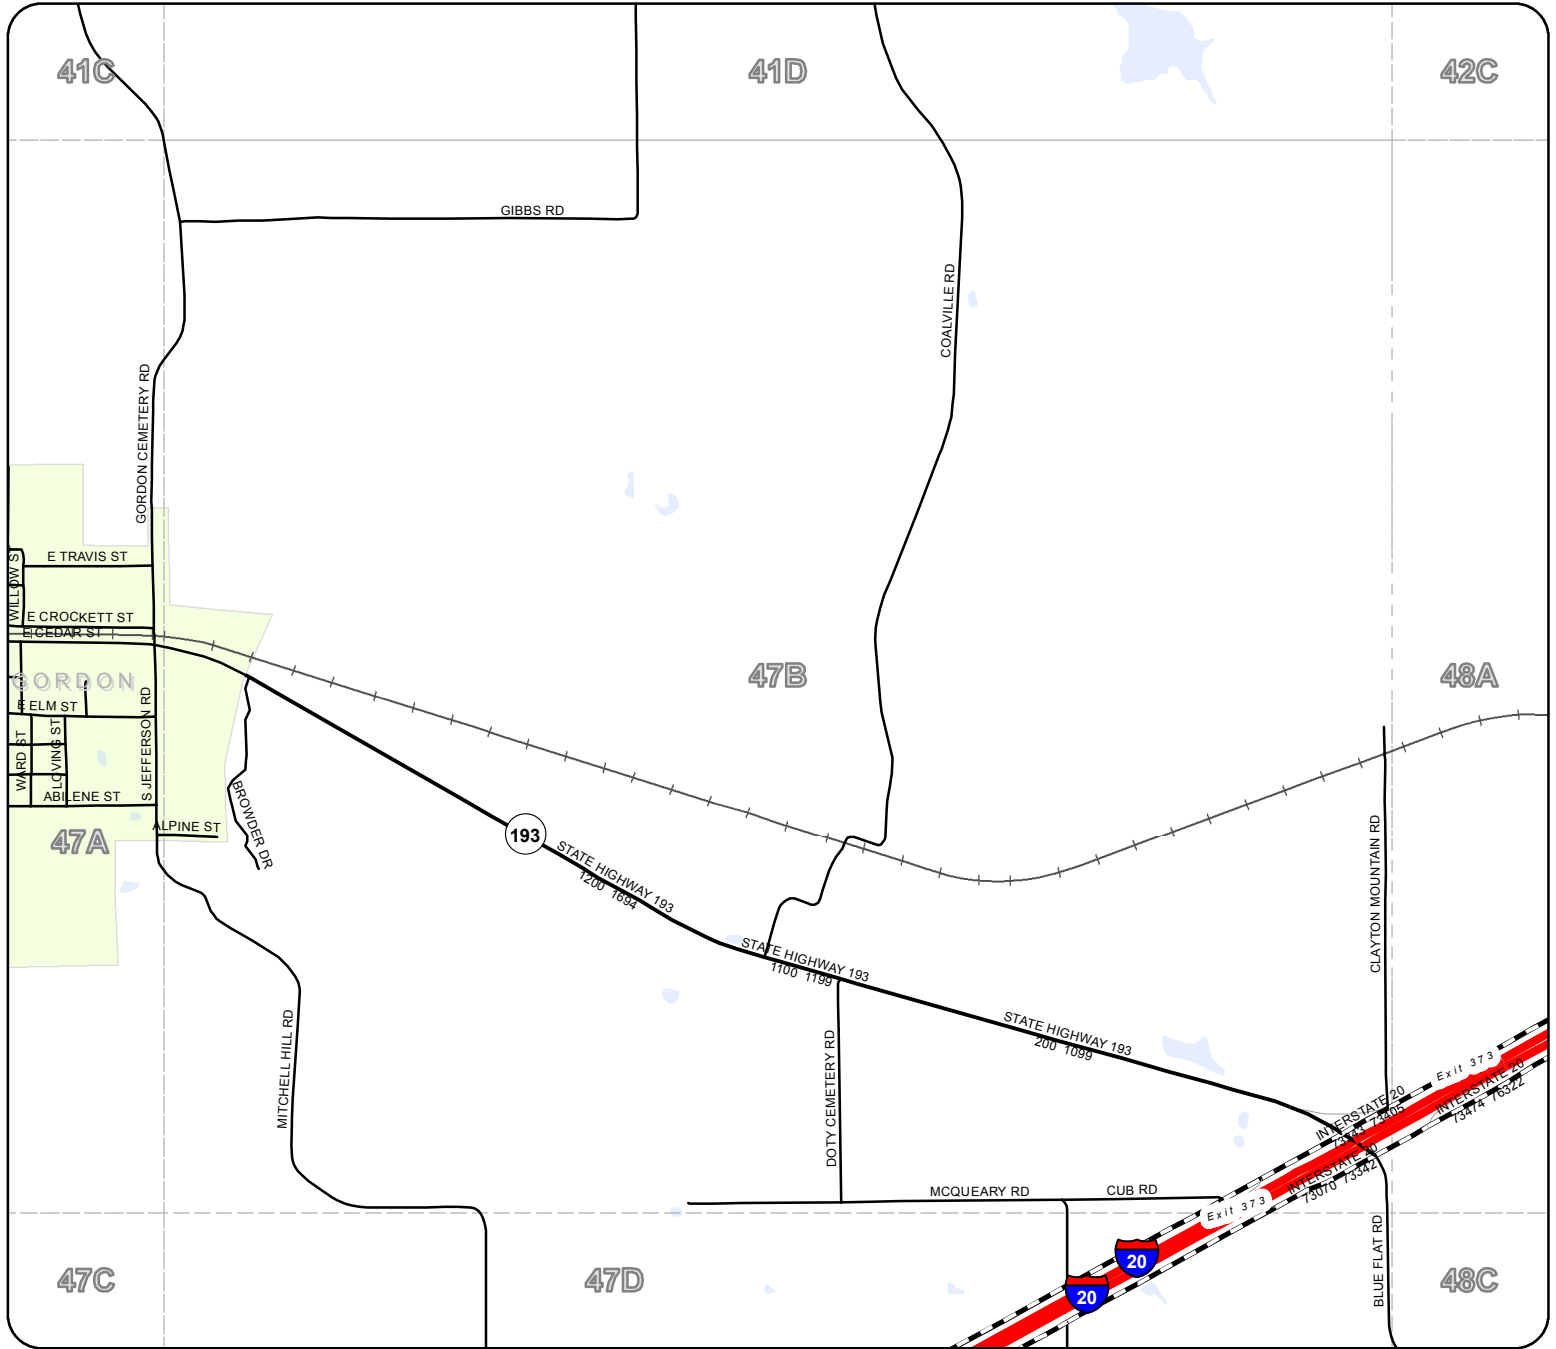 41C
41D
42C
GIBBS RD
COALVILLE RD
GORDON CEMETERY RD
E TRAVIS ST
WILLOW ST
E CROCKETT ST
E CEDAR ST
GORDON
47B
48A
E ELM ST
S JEFFERSON RD
WARD ST
LOVING ST
ABILENE ST
ALPINE ST
BROWDER DR
47A
193
STATE HIGHWAY 193
1200 1694
STATE HIGHWAY 193
1100 1199
STATE HIGHWAY 193
200 1099
CLAYTON MOUNTAIN RD
MITCHELL HILL RD
DOTY CEMETERY RD
Exit 373
INTERSTATE 20
73474 76322
INTERSTATE 20
73343 73405
INTERSTATE 20
73070 73342
MCQUEARY RD
CUB RD
Exit 373
BLUE FLAT RD
20
20
47C
47D
48C